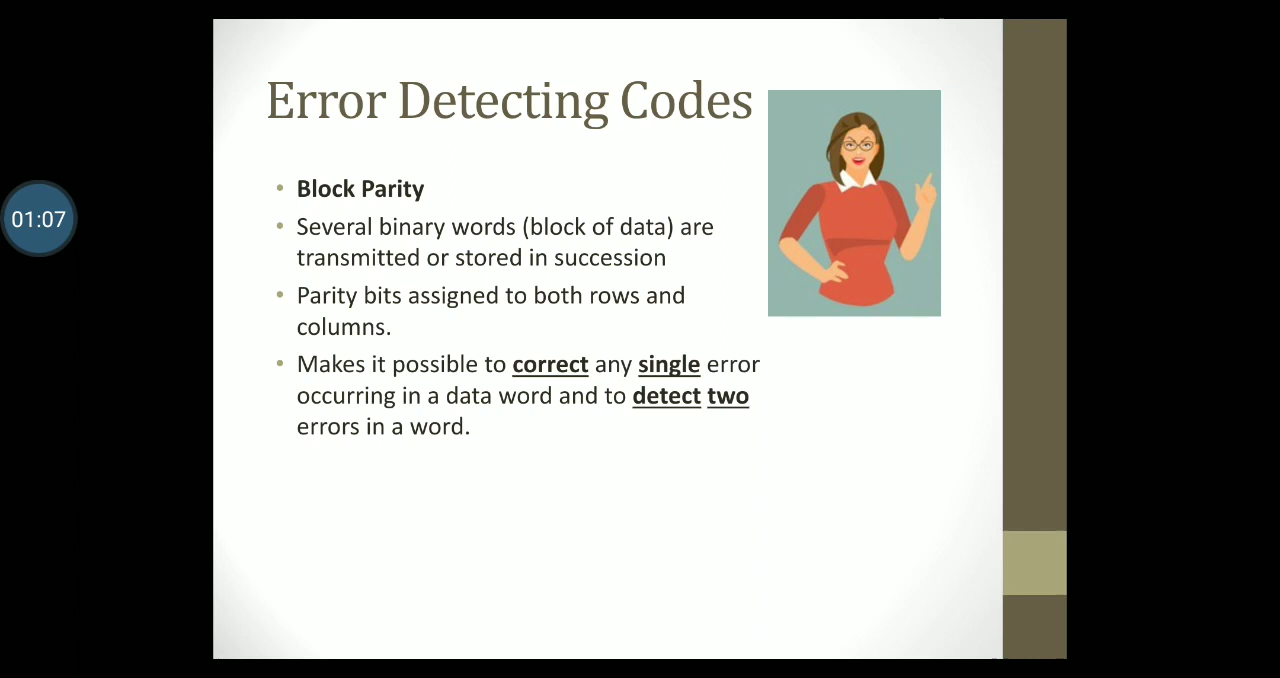 Error Detecting Codes
• Block Parity
• Several binary words (block of data) are
transmitted or stored in succession
• Parity bits assigned to both rows and
columns.
• Makes it possible to correct any single error
occurring in a data word and to detect two
errors in a word.
01:07